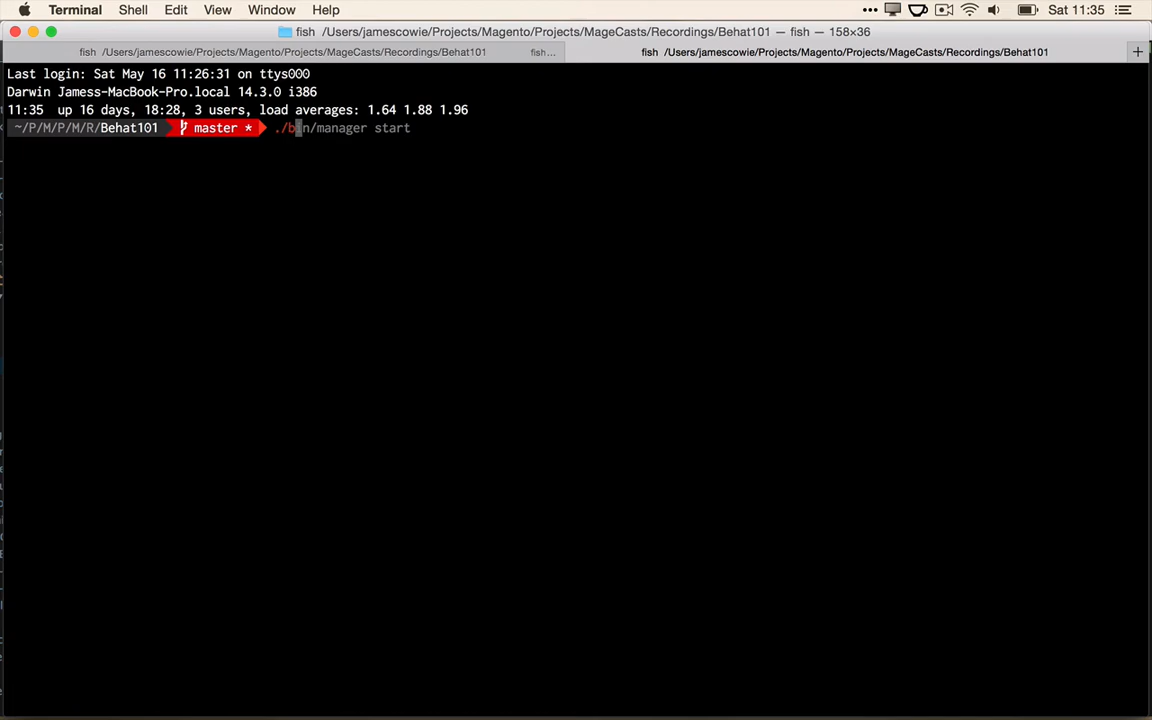 Terminal Shell Edit View Window Help Sat 11:35
fish /Users/jamescowie/Projects/Magento/Projects/MageCasts/Recordings/Behat101 — fish — 158×36
fish /Users/jamescowie/Projects/Magento/Projects/MageCasts/Recordings/Behat101 fish... fish /Users/jamescowie/Projects/Magento/Projects/MageCasts/Recordings/Behat101
Last login: Sat May 16 11:26:31 on ttys000
Darwin Jamess-MacBook-Pro.local 14.3.0 i386
11:35 up 16 days, 18:28, 3 users, load averages: 1.64 1.88 1.96
~/P/M/P/M/R/Behat101 master * ./bin/manager start